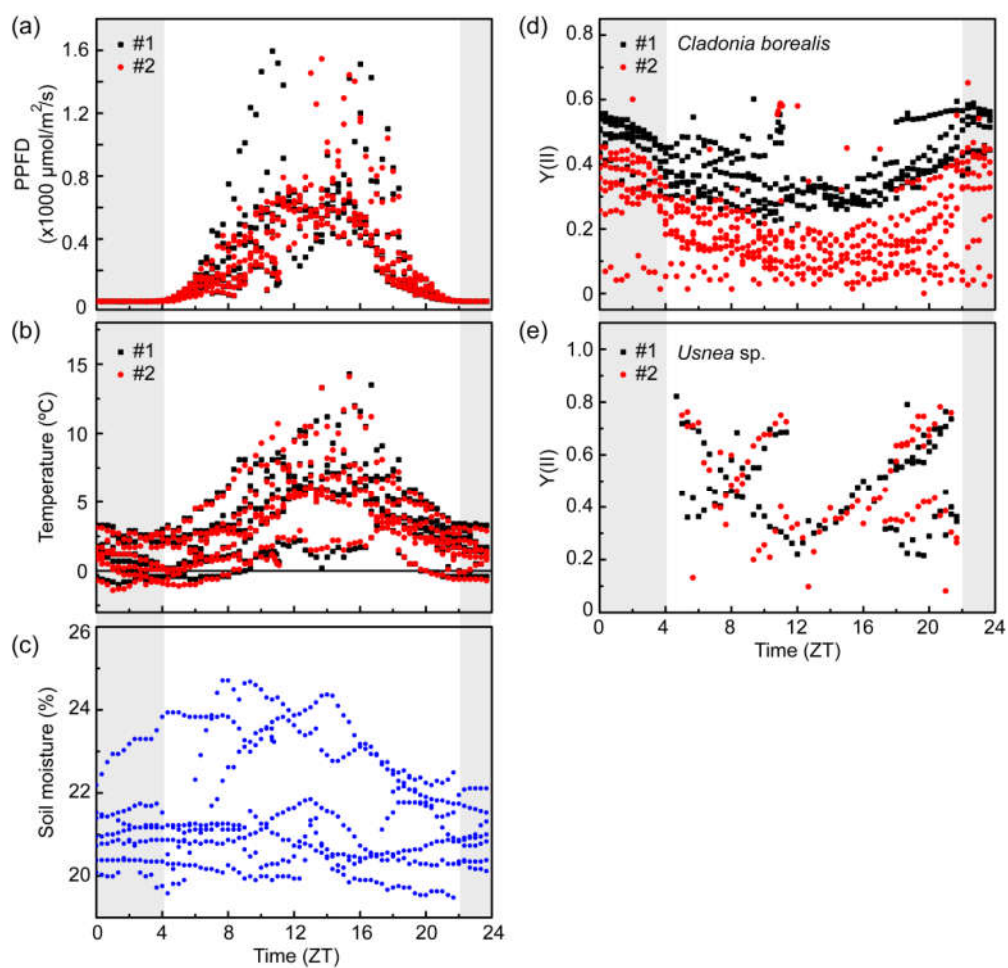 (a)
1.6
1.2
0.8
0.4
0
PPFD
(x1000 µmol/m²/s)
#1
#2
(b)
15
10
5
0
Temperature (ºC)
#1
#2
(c)
26
24
22
20
Soil moisture (%)
0 4 8 12 16 20 24
Time (ZT)
(d)
0.8
0.6
0.4
0.2
0
Y(II)
#1 Cladonia borealis
#2
(e)
1.0
0.8
0.6
0.4
0.2
0
Y(II)
#1 Usnea sp.
#2
0 4 8 12 16 20 24
Time (ZT)